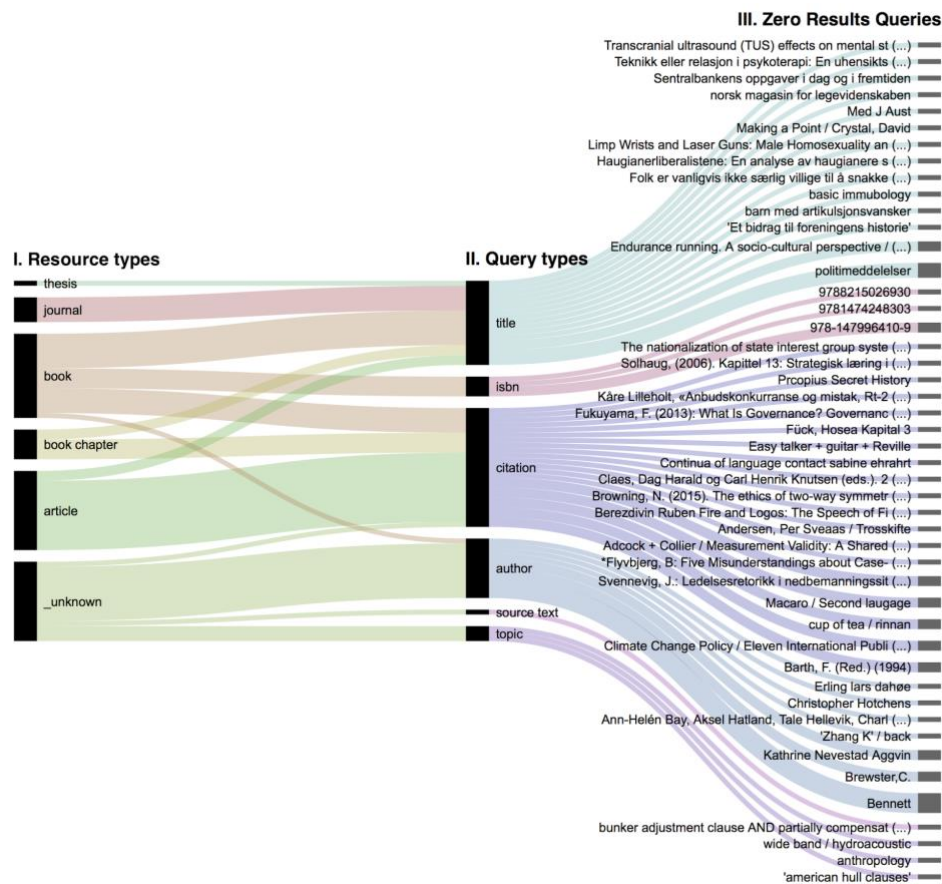 III. Zero Results Queries
Transcranial ultrasound (TUS) effects on mental st (...)
Teknikk eller relasjon i psykoterapi: En uhensikts (...)
Sentralbankens oppgaver i dag og i fremtiden
norsk magasin for legevidenskaben
Med J Aust
Making a Point / Crystal, David
Limp Wrists and Laser Guns: Male Homosexuality an (...)
Haugianerliberalistene: En analyse av haugianere s (...)
Folk er vanligvis ikke særlig villige til å snakke (...)
basic immubology
barn med artikulsjonsvansker
'Et bidrag til foreningens historie'
Endurance running. A socio-cultural perspective / (...)
politimeddelelser
9788215026930
9781474248303
978-147996410-9
The nationalization of state interest group syste (...)
Solhaug, (2006). Kapittel 13: Strategisk læring i (...)
Prcopius Secret History
Kåre Lilleholt, «Anbudskonkurranse og mistak, Rt-2 (...)
Fukuyama, F. (2013): What Is Governance? Governanc (...)
Fück, Hosea Kapital 3
Easy talker + guitar + Reville
Continua of language contact sabine ehrahrt
Claes, Dag Harald og Carl Henrik Knutsen (eds.). 2 (...)
Browning, N. (2015). The ethics of two-way symmetr (...)
Berezdivin Ruben Fire and Logos: The Speech of Fi (...)
Andersen, Per Sveaas / Trosskifte
Adcock + Collier / Measurement Validity: A Shared (...)
*Flyvbjerg, B: Five Misunderstandings about Case- (...)
Svennevig, J.: Ledelsesretorikk i nedbemanningssit (...)
Macaro / Second laugage
cup of tea / rinnan
Climate Change Policy / Eleven International Publi (...)
Barth, F. (Red.) (1994)
Erling lars dahøe
Christopher Hotchens
Ann-Helén Bay, Aksel Hatland, Tale Hellevik, Charl (...)
'Zhang K' / back
Kathrine Nevestad Aggvin
Brewster,C.
Bennett
bunker adjustment clause AND partially compensat (...)
wide band / hydroacoustic
anthropology
'american hull clauses'
I. Resource types
thesis
journal
book
book chapter
article
_unknown
II. Query types
title
isbn
citation
author
source text
topic